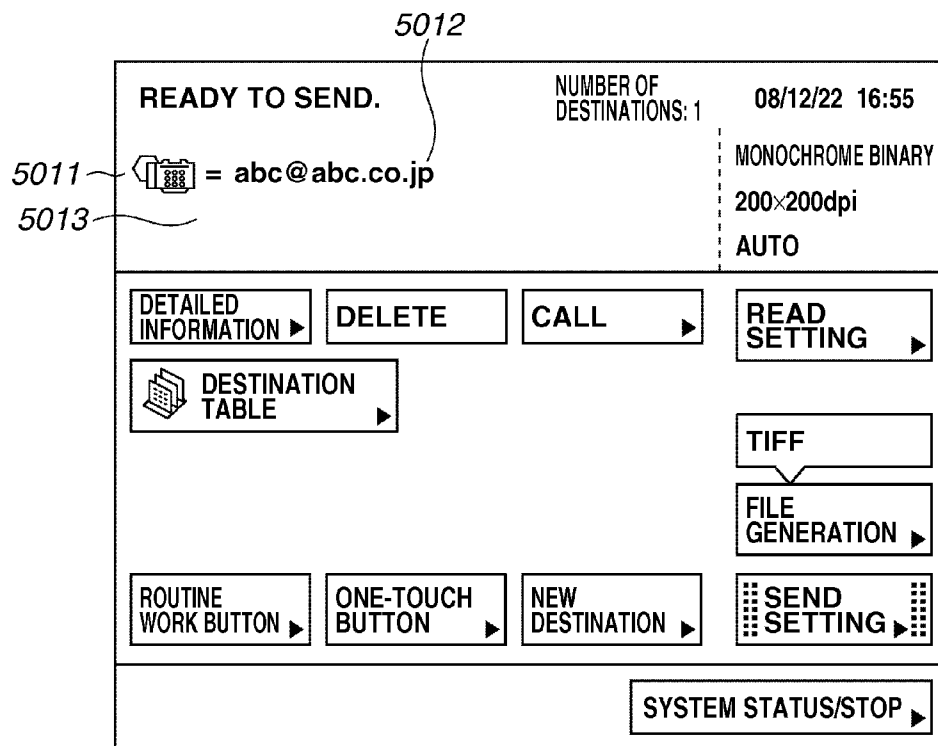 5012
READY TO SEND.
NUMBER OF
DESTINATIONS: 1
08/12/22 16:55
5011
= abc@abc.co.jp
MONOCHROME BINARY
5013
200×200dpi
AUTO
DETAILED
INFORMATION
DELETE
CALL
READ
SETTING
DESTINATION
TABLE
TIFF
FILE
GENERATION
ROUTINE
WORK BUTTON
ONE-TOUCH
BUTTON
NEW
DESTINATION
SEND
SETTING
SYSTEM STATUS/STOP